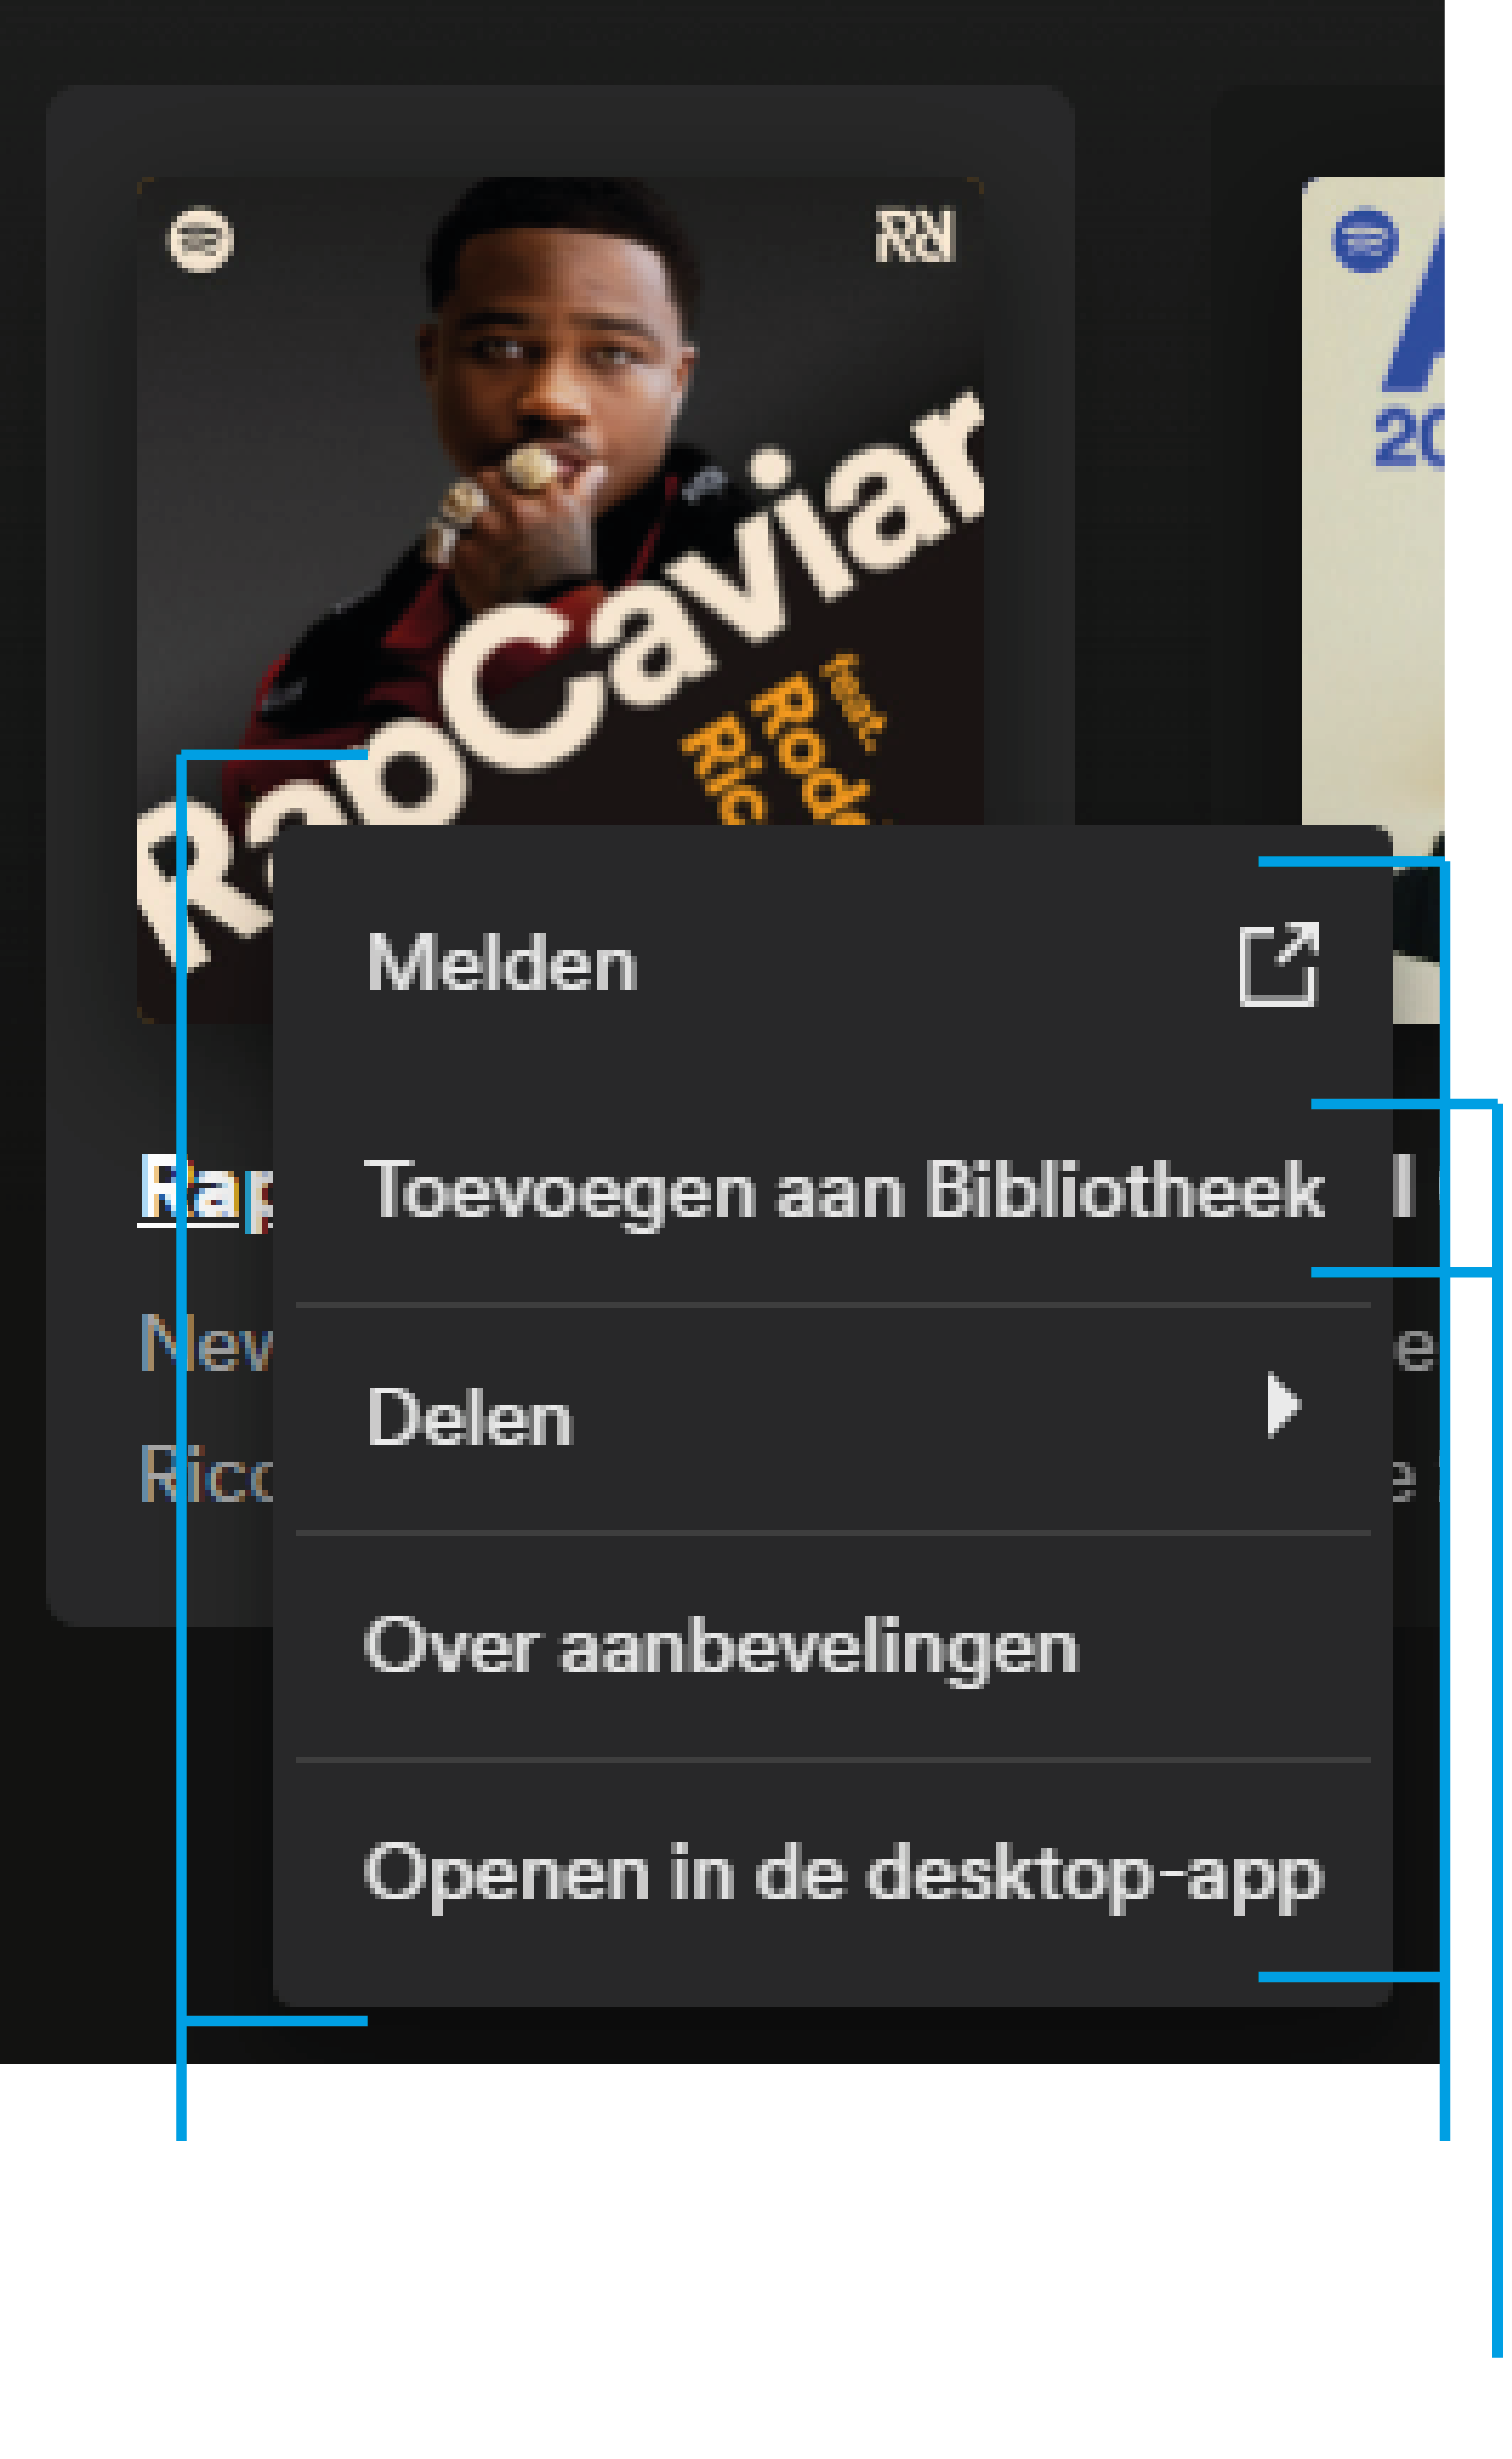 RapCaviar
feat.
Rod
Ric
20
Melden
Toevoegen aan Bibliotheek
Delen
Over aanbevelingen
Openen in de desktop-app
Rap
New
Rico